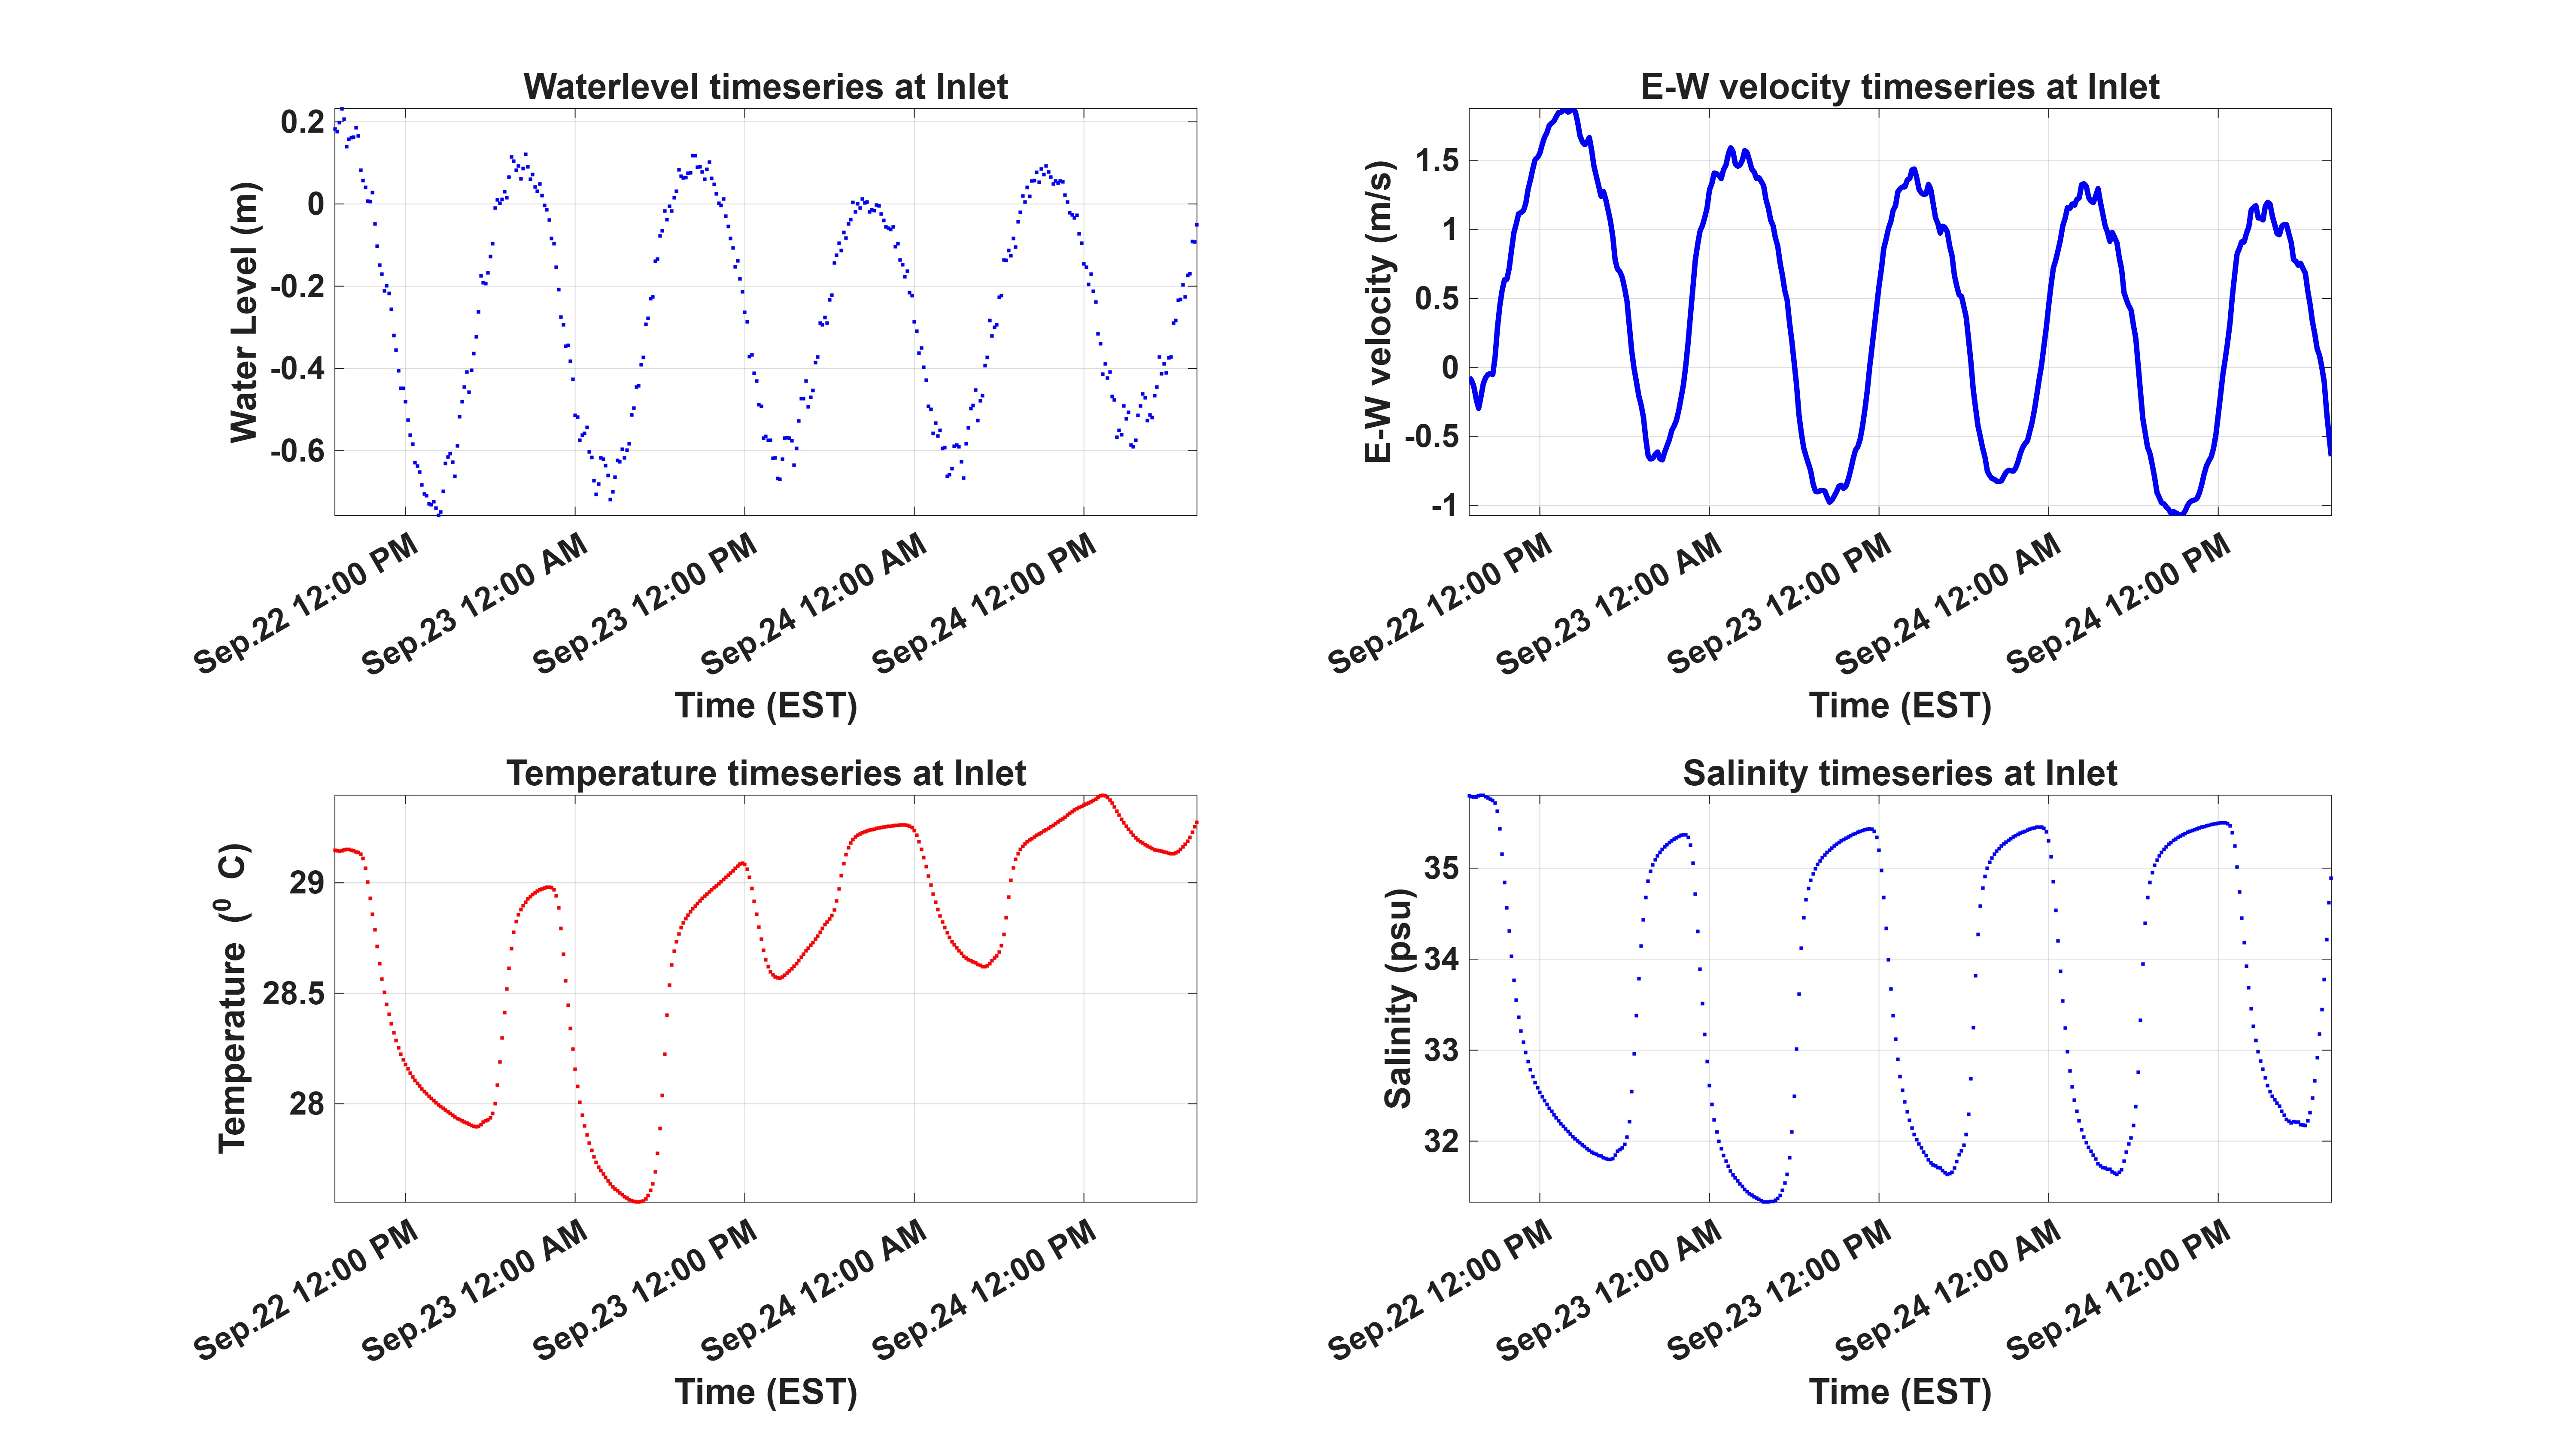 Waterlevel timeseries at Inlet
Water Level (m)
0.2
0
-0.2
-0.4
-0.6
Sep.22 12:00 PM
Sep.23 12:00 AM
Sep.23 12:00 PM
Sep.24 12:00 AM
Sep.24 12:00 PM
Time (EST)
E-W velocity timeseries at Inlet
E-W velocity (m/s)
1.5
1
0.5
0
-0.5
-1
Sep.22 12:00 PM
Sep.23 12:00 AM
Sep.23 12:00 PM
Sep.24 12:00 AM
Sep.24 12:00 PM
Time (EST)
Temperature timeseries at Inlet
Temperature (⁰ C)
29
28.5
28
Sep.22 12:00 PM
Sep.23 12:00 AM
Sep.23 12:00 PM
Sep.24 12:00 AM
Sep.24 12:00 PM
Time (EST)
Salinity timeseries at Inlet
Salinity (psu)
35
34
33
32
Sep.22 12:00 PM
Sep.23 12:00 AM
Sep.23 12:00 PM
Sep.24 12:00 AM
Sep.24 12:00 PM
Time (EST)